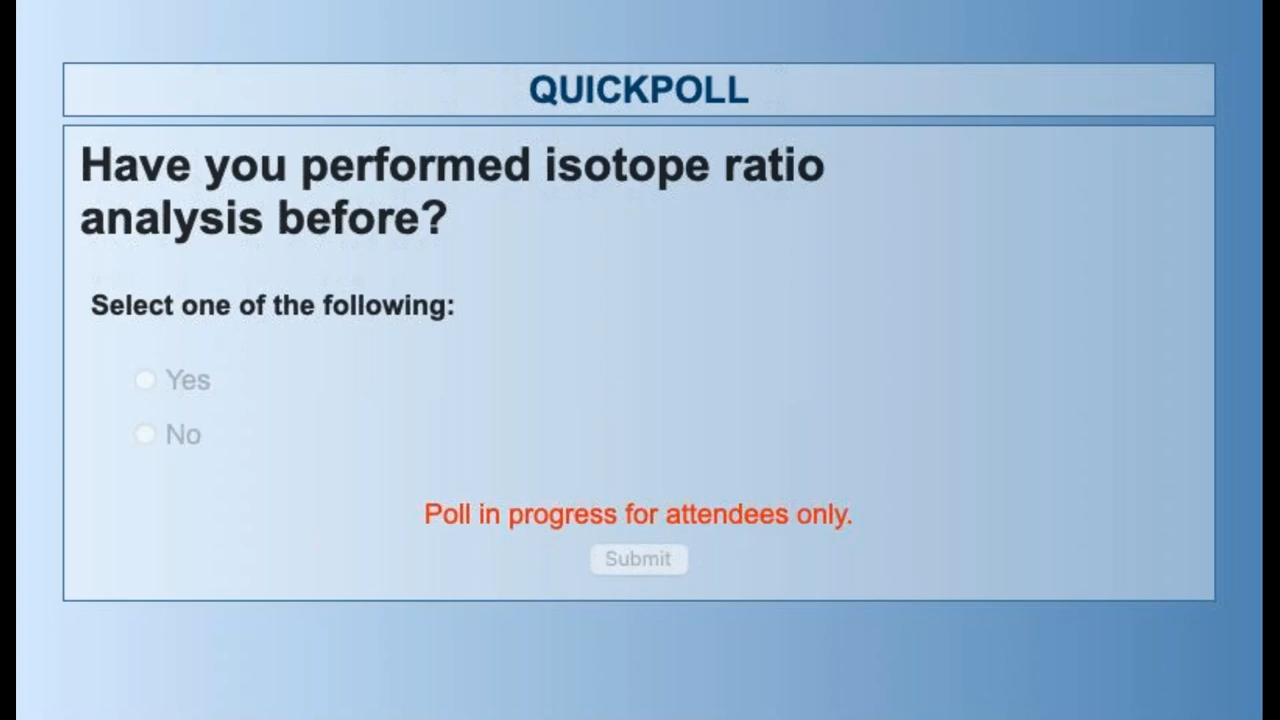 QUICKPOLL
Have you performed isotope ratio
analysis before?
Select one of the following:
Yes
No
Poll in progress for attendees only.
Submit